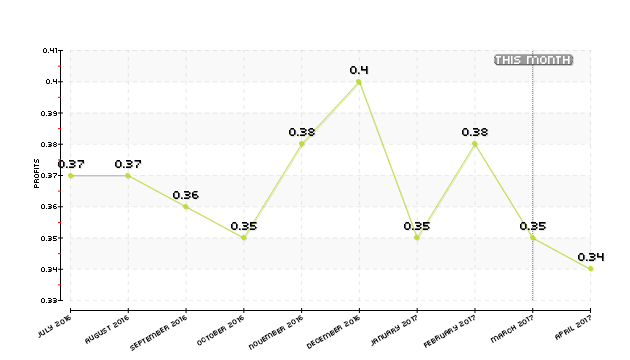 0.41
THIS MONTH
0.4
0.4
0.39
0.38
0.38
0.38
0.37
0.37
0.37
0.36
0.36
0.35
0.35
0.35
0.35
0.34
0.34
0.33
PROFITS
JULY 2016
AUGUST 2016
SEPTEMBER 2016
OCTOBER 2016
NOVEMBER 2016
DECEMBER 2016
JANUARY 2017
FEBRUARY 2017
MARCH 2017
APRIL 2017